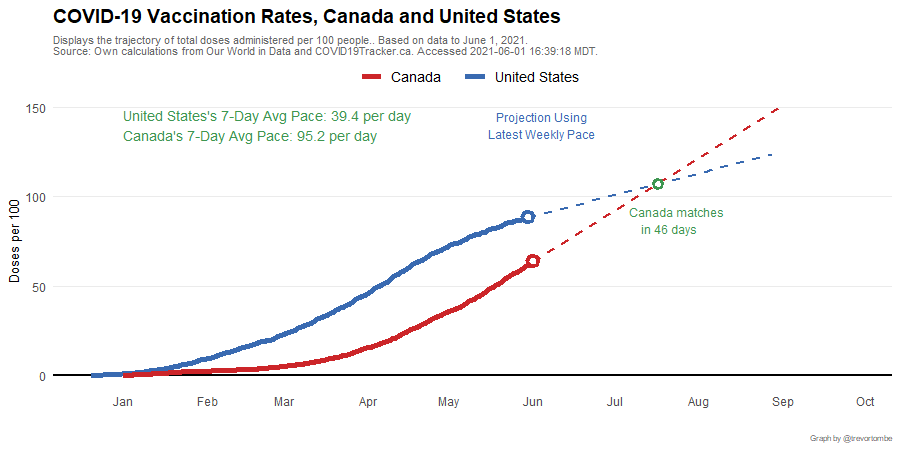 COVID-19 Vaccination Rates, Canada and United States
Displays the trajectory of total doses administered per 100 people.. Based on data to June 1, 2021.
Source: Own calculations from Our World in Data and COVID19Tracker.ca. Accessed 2021-06-01 16:39:18 MDT.
Canada United States
150
United States's 7-Day Avg Pace: 39.4 per day
Canada's 7-Day Avg Pace: 95.2 per day
Projection Using
Latest Weekly Pace
100
Canada matches
in 46 days
Doses per 100
50
0
Jan Feb Mar Apr May Jun Jul Aug Sep Oct
Graph by @trevortombe